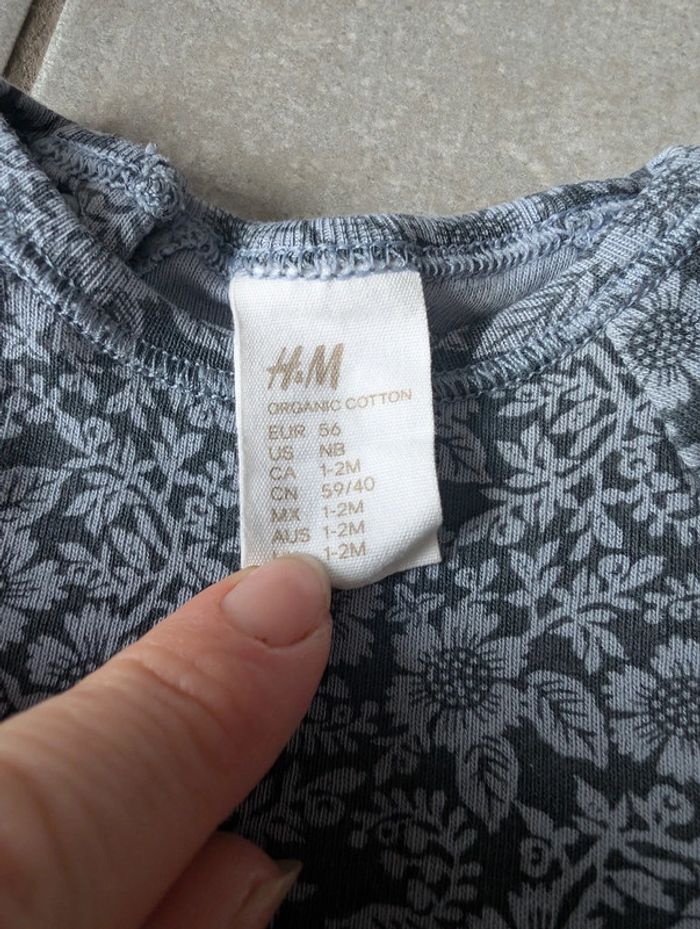 H&M
ORGANIC COTTON
EUR 56
US NB
CA 1-2M
CN 59/40
MX 1-2M
AUS 1-2M
1-2M